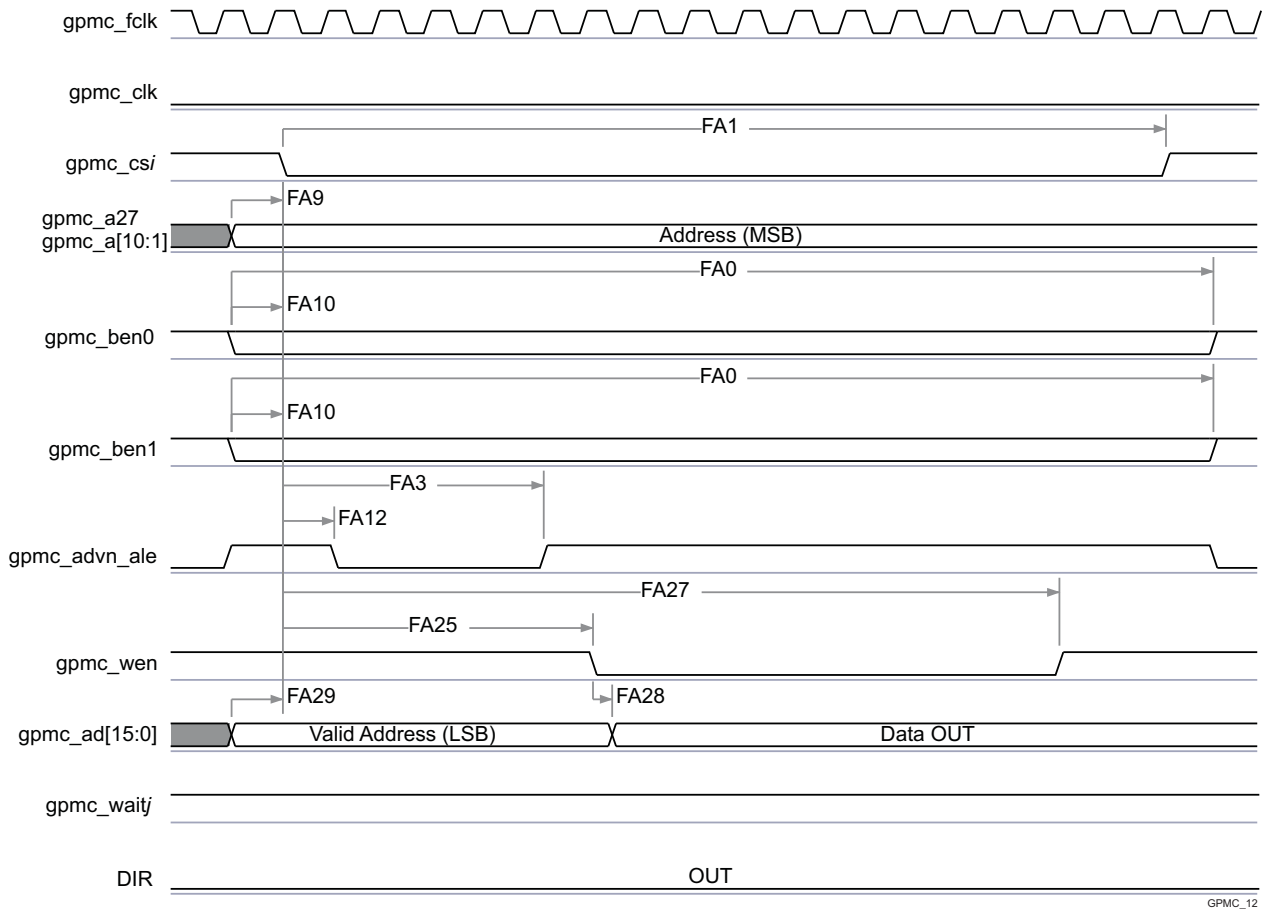 gpmc_fclk
gpmc_clk
FA1
gpmc_csi
FA9
gpmc_a27
gpmc_a[10:1]
Address (MSB)
FA0
FA10
gpmc_ben0
FA0
FA10
gpmc_ben1
FA3
FA12
gpmc_advn_ale
FA27
FA25
gpmc_wen
FA29
FA28
gpmc_ad[15:0]
Valid Address (LSB)
Data OUT
gpmc_waitj
DIR
OUT
GPMC_12